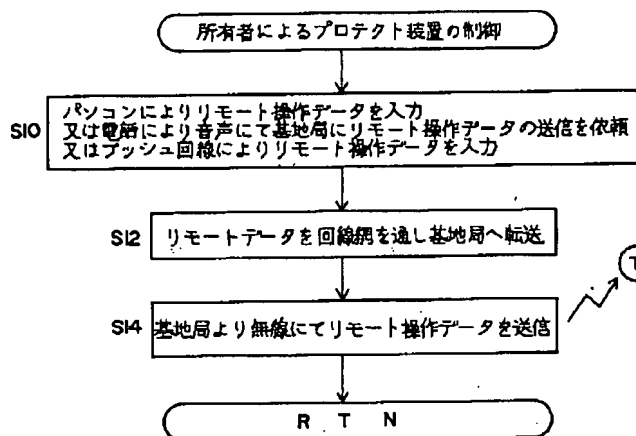 所有者によるプロテクト装置の制御
S10
パソコンによりリモート操作データを入力
又は電話により音声にて基地局にリモート操作データの送信を依頼
又はプッシュ回線によりリモート操作データを入力
S12
リモートデータを回線網を通し基地局へ転送
T
S14
基地局より無線にてリモート操作データを送信
R T N